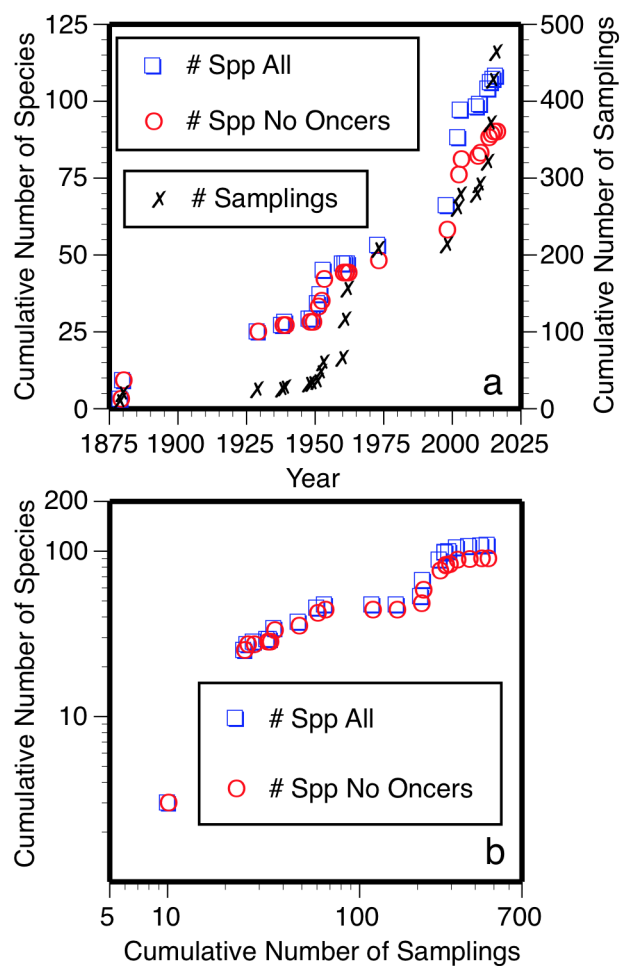 125
100
75
50
25
0
Cumulative Number of Species
500
400
300
200
100
0
Cumulative Number of Samplings
# Spp All
# Spp No Oncers
# Samplings
a
1875 1900 1925 1950 1975 2000 2025
Year
200
100
10
Cumulative Number of Species
# Spp All
# Spp No Oncers
b
5 10 100 700
Cumulative Number of Samplings